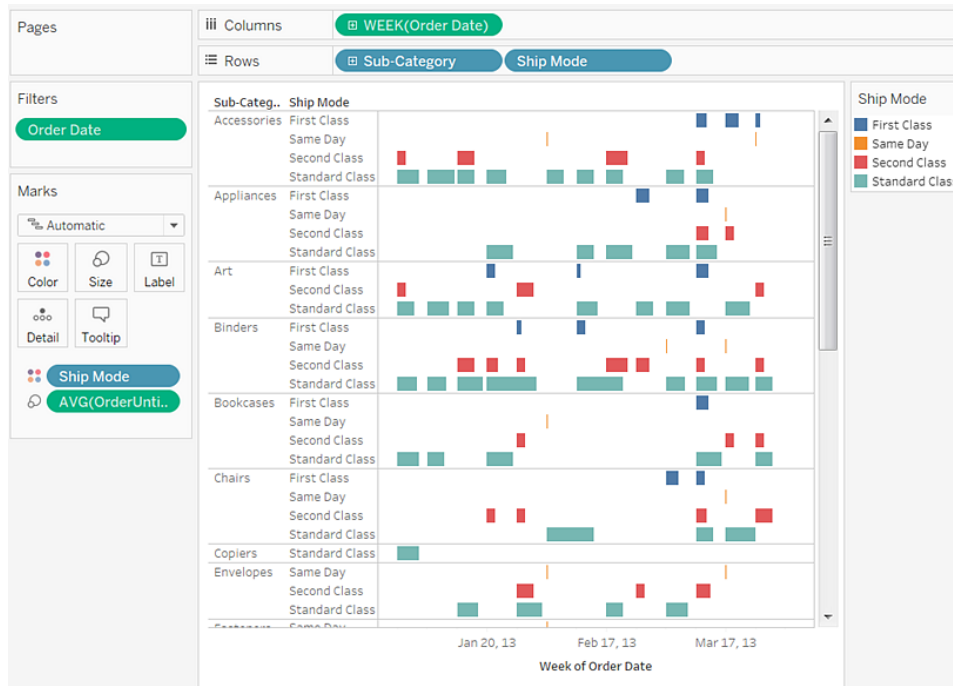 Pages
Columns
WEEK(Order Date)
Rows
Sub-Category
Ship Mode
Filters
Order Date
Marks
Automatic
Color
Size
Label
Detail
Tooltip
Ship Mode
AVG(OrderUnti..
Sub-Categ.. Ship Mode
Accessories First Class
Same Day
Second Class
Standard Class
Appliances First Class
Same Day
Second Class
Standard Class
Art First Class
Second Class
Standard Class
Binders First Class
Same Day
Second Class
Standard Class
Bookcases First Class
Same Day
Second Class
Standard Class
Chairs First Class
Same Day
Second Class
Standard Class
Copiers Standard Class
Envelopes Same Day
Second Class
Standard Class
Jan 20, 13 Feb 17, 13 Mar 17, 13
Week of Order Date
Ship Mode
First Class
Same Day
Second Class
Standard Clas